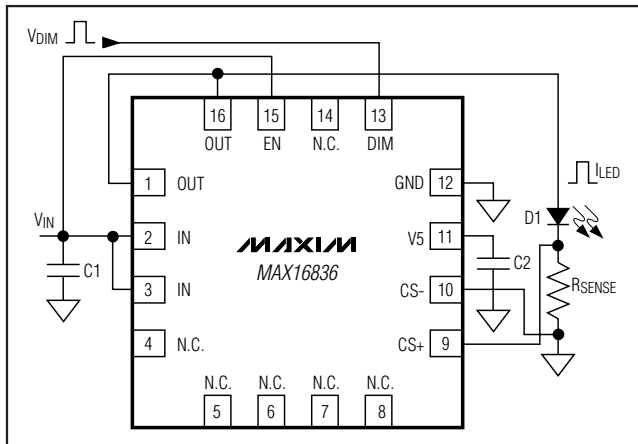 VDIM
16 15 14 13
OUT EN N.C. DIM
1 OUT
GND 12
ILED
VIN
2 IN
MAXIM
MAX16836
V5 11
D1
C1
3 IN
CS- 10
C2
RSENSE
4 N.C.
CS+ 9
N.C. N.C. N.C. N.C.
5 6 7 8